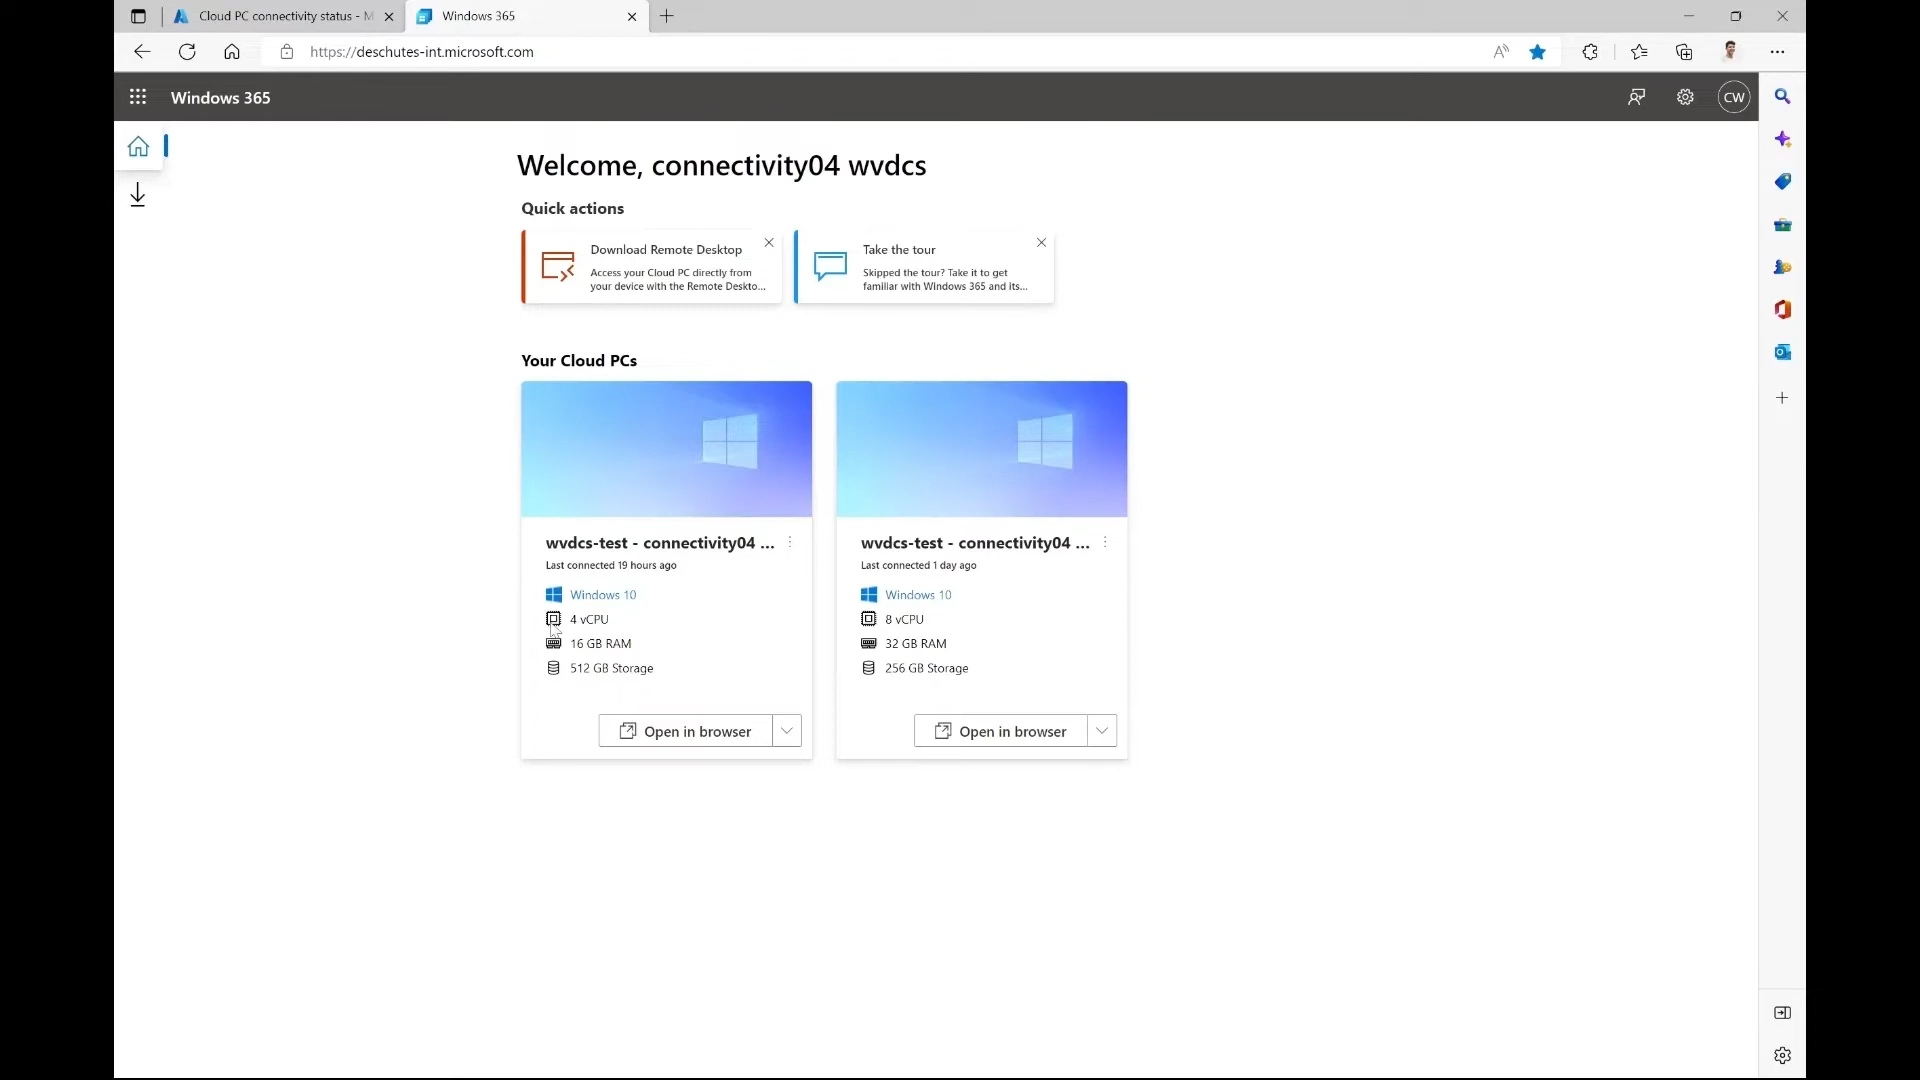 Cloud PC connectivity status - M
Windows 365
https://deschutes-int.microsoft.com
Windows 365
CW
Welcome, connectivity04 wvdcs
Quick actions
Download Remote Desktop
Access your Cloud PC directly from
your device with the Remote Deskto...
Take the tour
Skipped the tour? Take it to get
familiar with Windows 365 and its...
Your Cloud PCs
wvdcs-test - connectivity04 ...
Last connected 19 hours ago
Windows 10
4 vCPU
16 GB RAM
512 GB Storage
Open in browser
wvdcs-test - connectivity04 ...
Last connected 1 day ago
Windows 10
8 vCPU
32 GB RAM
256 GB Storage
Open in browser